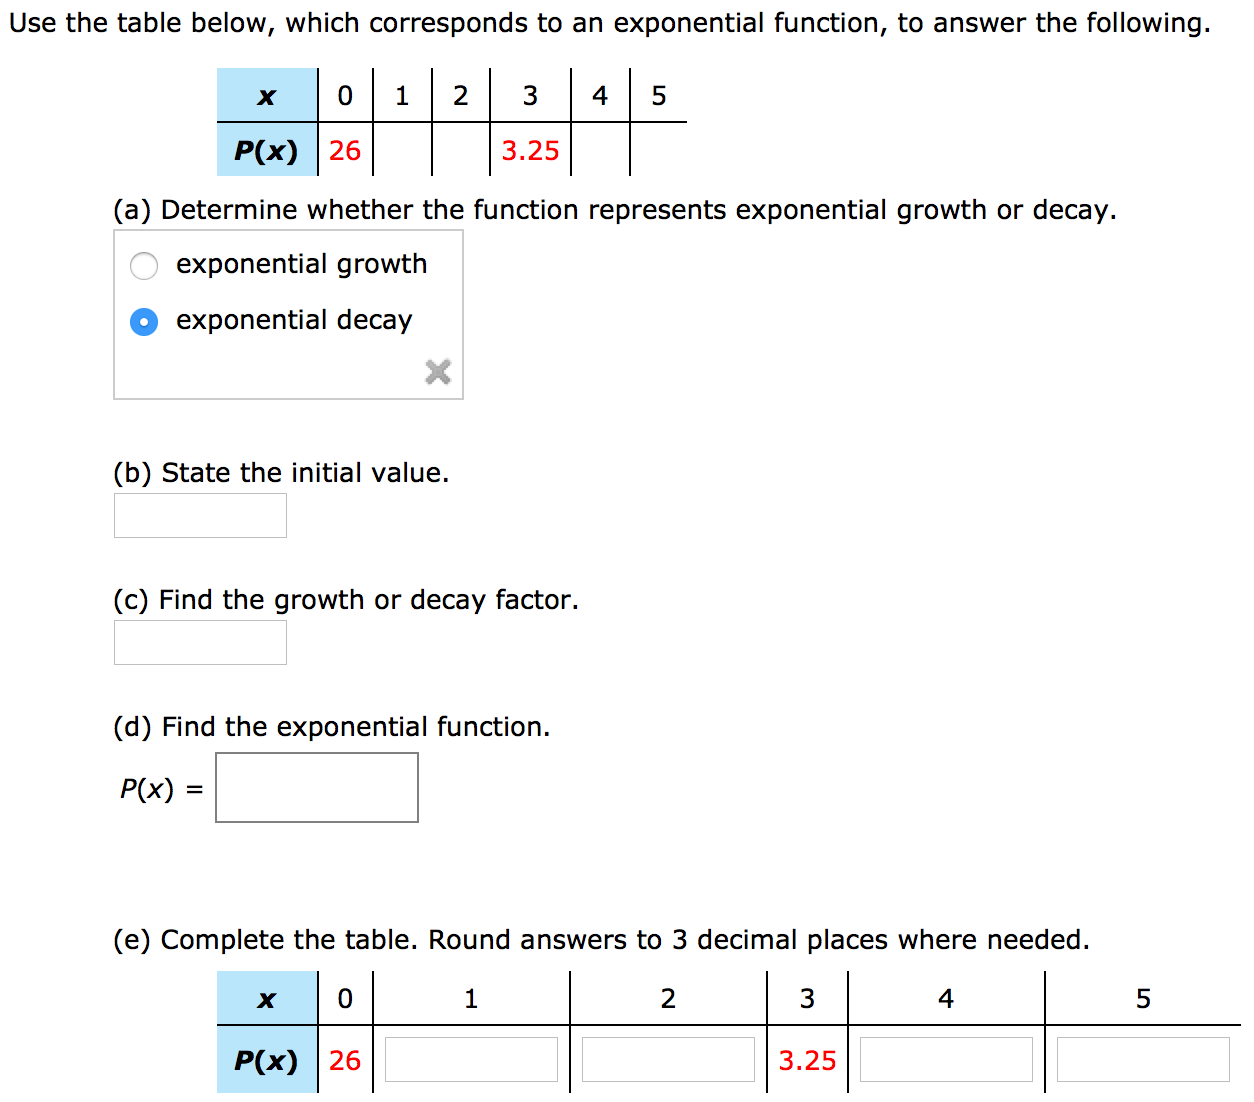 Use the table below, which corresponds to an exponential function, to answer the following.
x 0 1 2 3 4 5
P(x) 26 3.25
(a) Determine whether the function represents exponential growth or decay.
exponential growth
exponential decay
(b) State the initial value.
(c) Find the growth or decay factor.
(d) Find the exponential function.
P(x) =
(e) Complete the table. Round answers to 3 decimal places where needed.
x 0 1 2 3 4 5
P(x) 26 3.25